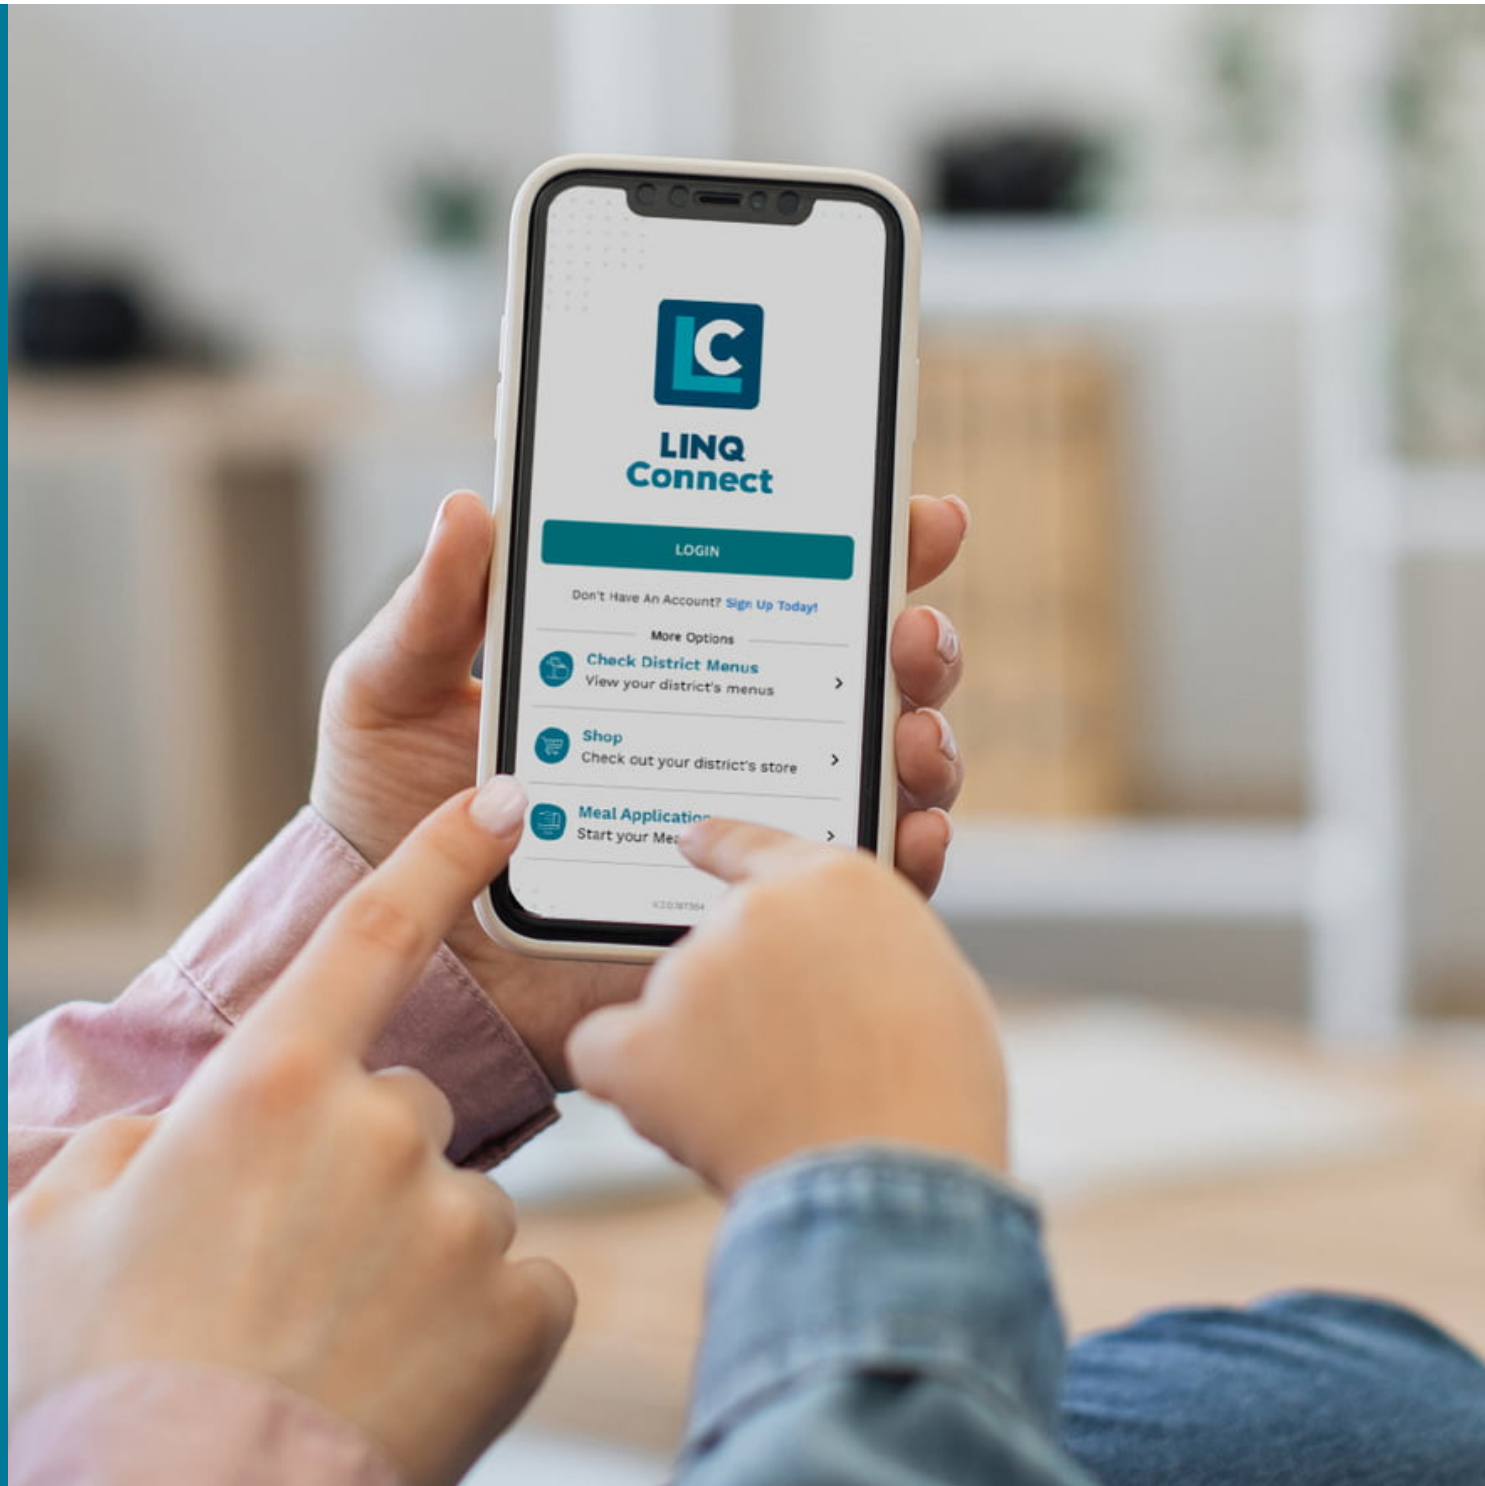 LC
LINQ
Connect
LOGIN
Don't Have An Account? Sign Up Today!
More Options
Check District Menus
View your district's menus
Shop
Check out your district's store
Meal Application
Start your